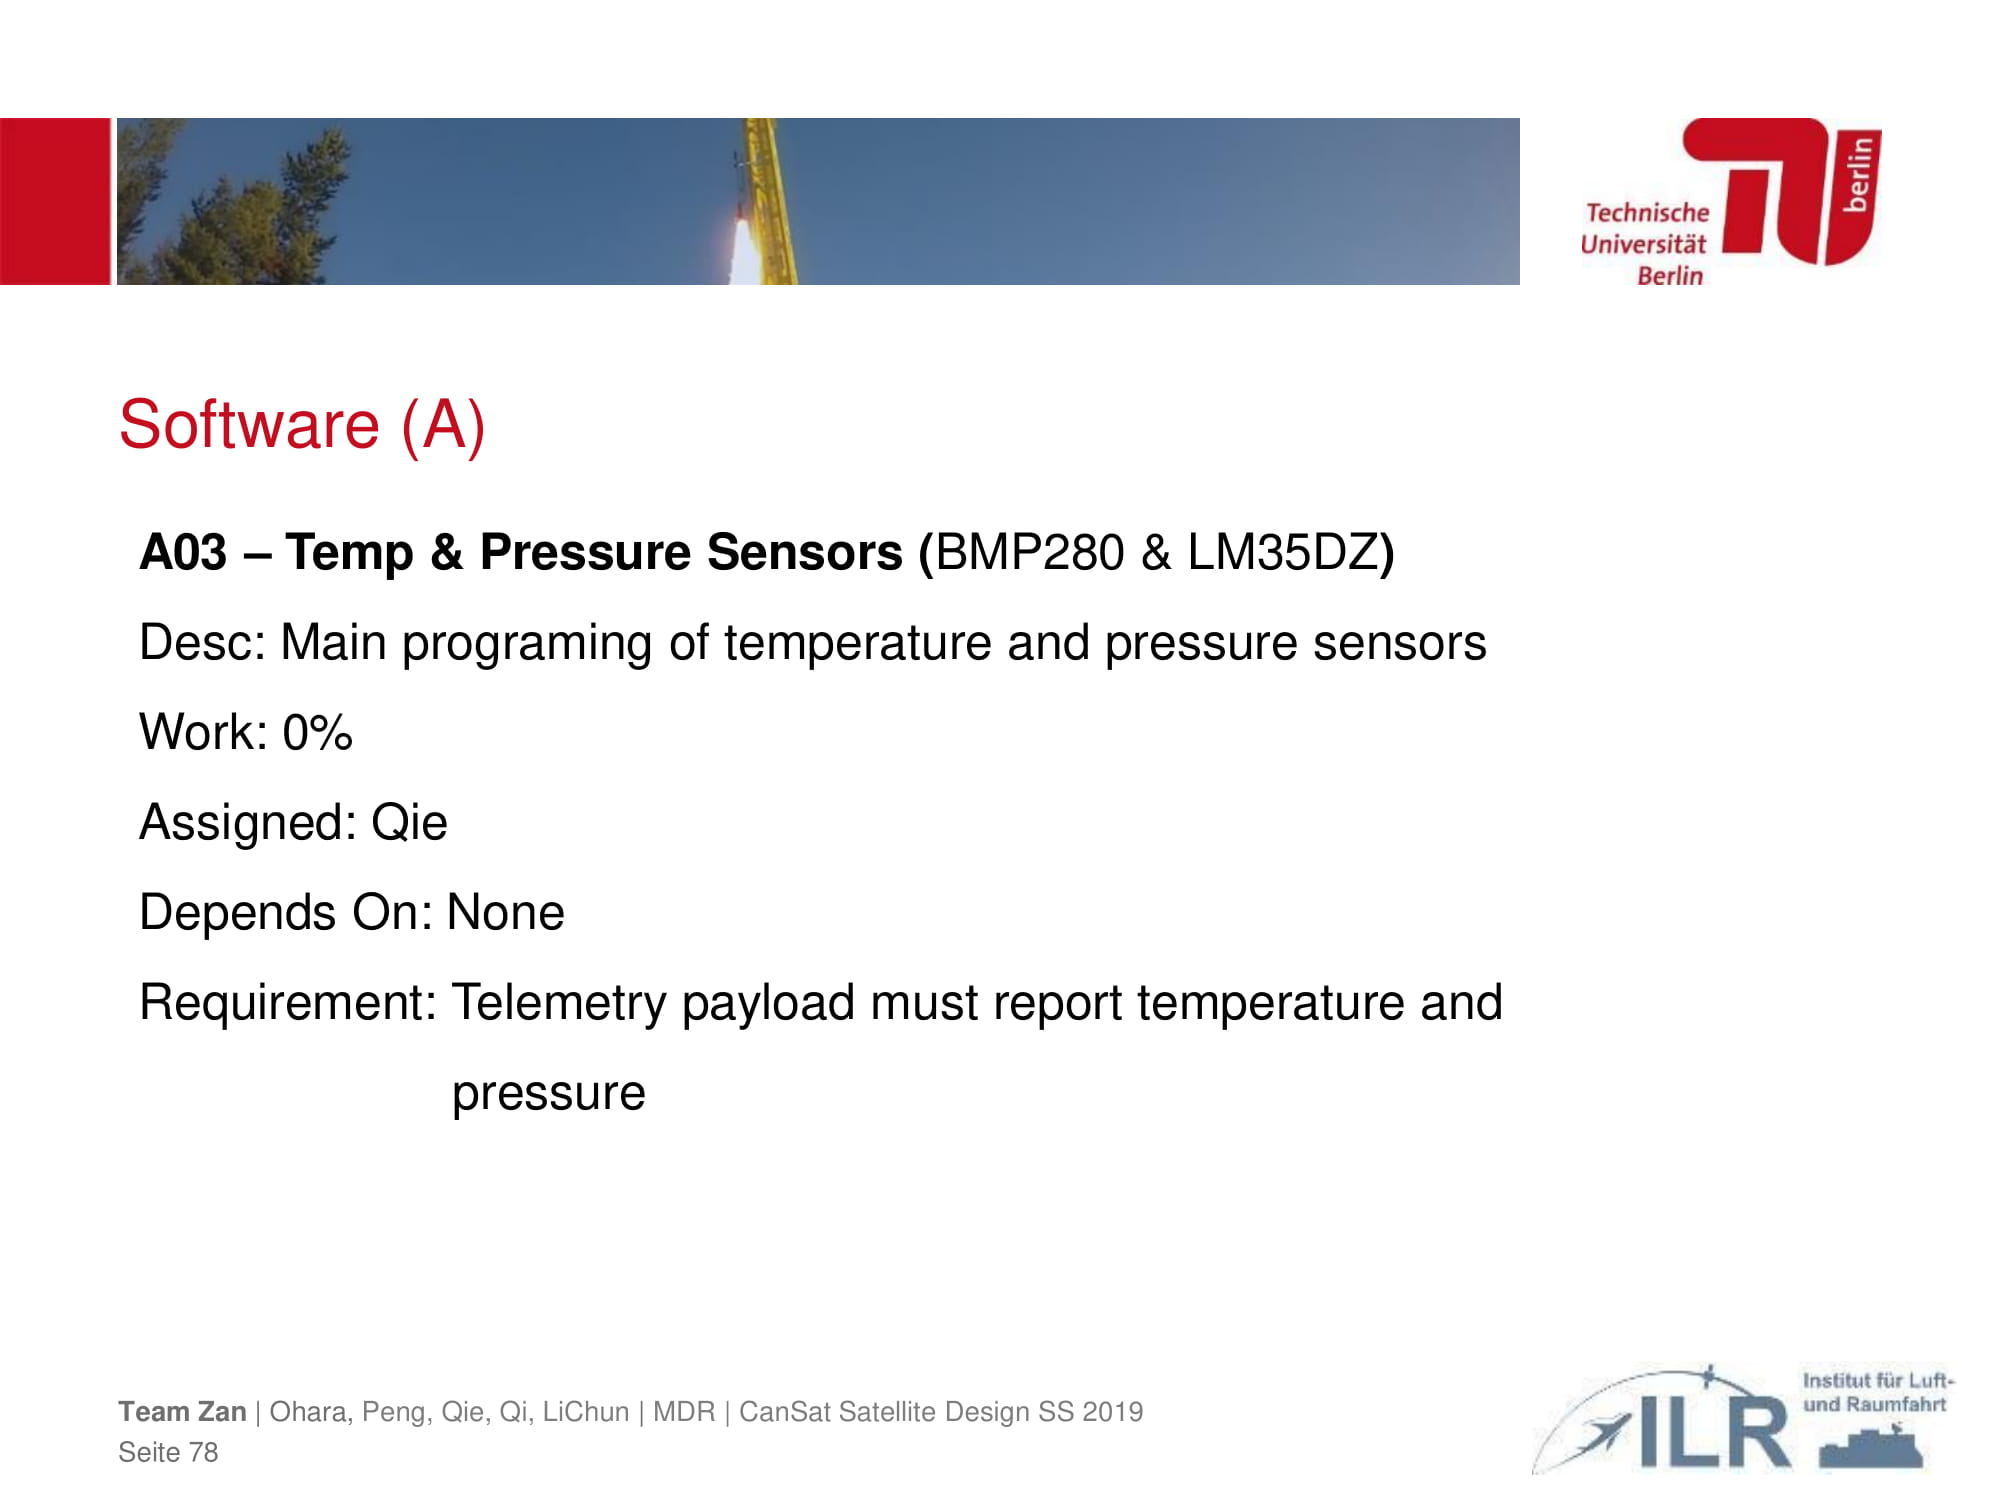 berlin
Technische
Universität
Berlin
Software (A)
A03 – Temp & Pressure Sensors (BMP280 & LM35DZ)
Desc: Main programing of temperature and pressure sensors
Work: 0%
Assigned: Qie
Depends On: None
Requirement: Telemetry payload must report temperature and
pressure
Team Zan | Ohara, Peng, Qie, Qi, LiChun | MDR | CanSat Satellite Design SS 2019
Seite 78
ILR
Institut für Luft-
und Raumfahrt